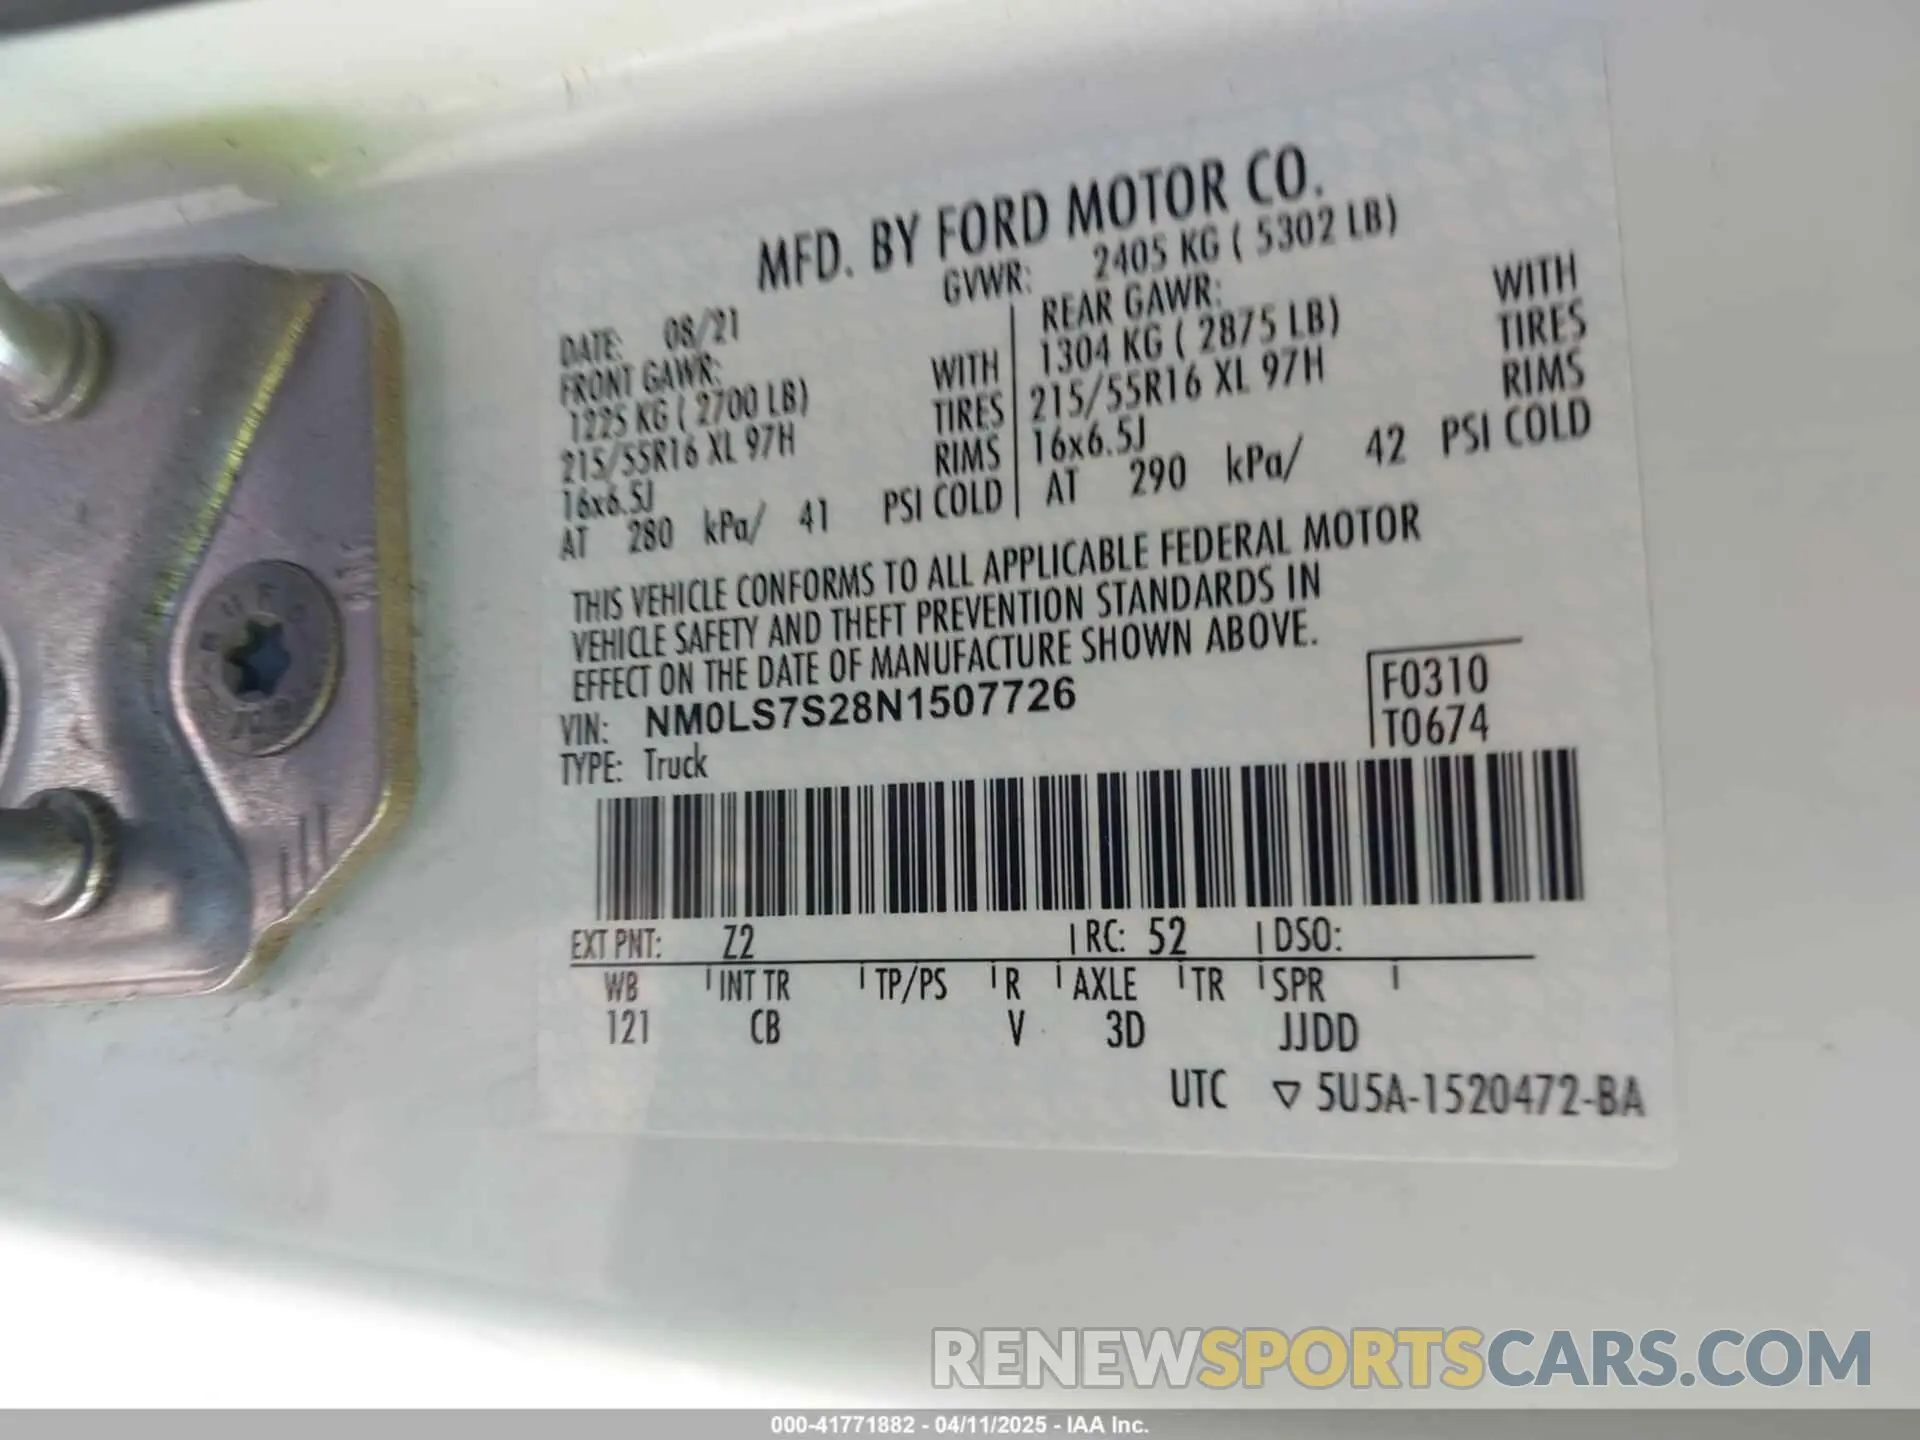 MFD. BY FORD MOTOR CO.
DATE: 08/21 GVWR: 2405 KG ( 5302 LB)
FRONT GAWR: REAR GAWR:
1225 KG ( 2700 LB) WITH 1304 KG ( 2875 LB) WITH
215/55R16 XL 97H TIRES 215/55R16 XL 97H TIRES
16x6.5J RIMS 16x6.5J RIMS
AT 280 kPa/ 41 PSI COLD AT 290 kPa/ 42 PSI COLD
THIS VEHICLE CONFORMS TO ALL APPLICABLE FEDERAL MOTOR
VEHICLE SAFETY AND THEFT PREVENTION STANDARDS IN
EFFECT ON THE DATE OF MANUFACTURE SHOWN ABOVE.
VIN: NM0LS7S28N1507726 F0310
TYPE: Truck T0674
EXT PNT: Z2 RC: 52 DSO:
WB INT TR TP/PS R AXLE TR SPR
121 CB V 3D JJDD
UTC ▽ 5U5A-1520472-BA
RENEWSPORTSCARS.COM
000-41771882 - 04/11/2025 - IAA Inc.